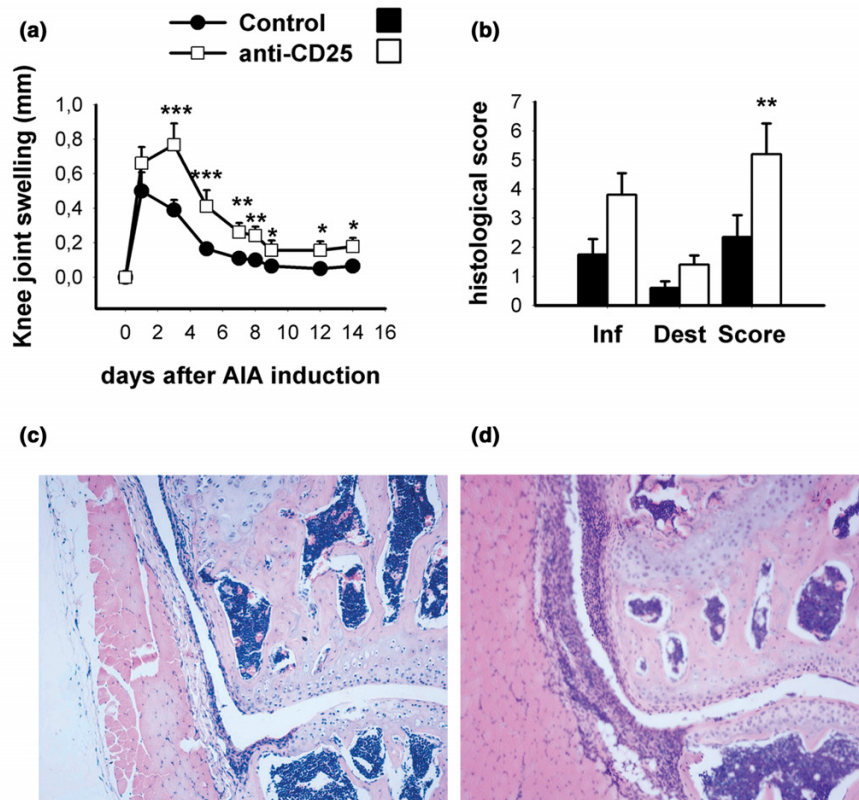 (a)
Control
anti-CD25
Knee joint swelling (mm)
1,0
0,8
0,6
0,4
0,2
0,0
***
***
**
**
*
*
*
0 2 4 6 8 10 12 14 16
days after AIA induction
(b)
histological score
7
6
5
4
3
2
1
0
**
Inf Dest Score
(c)
(d)